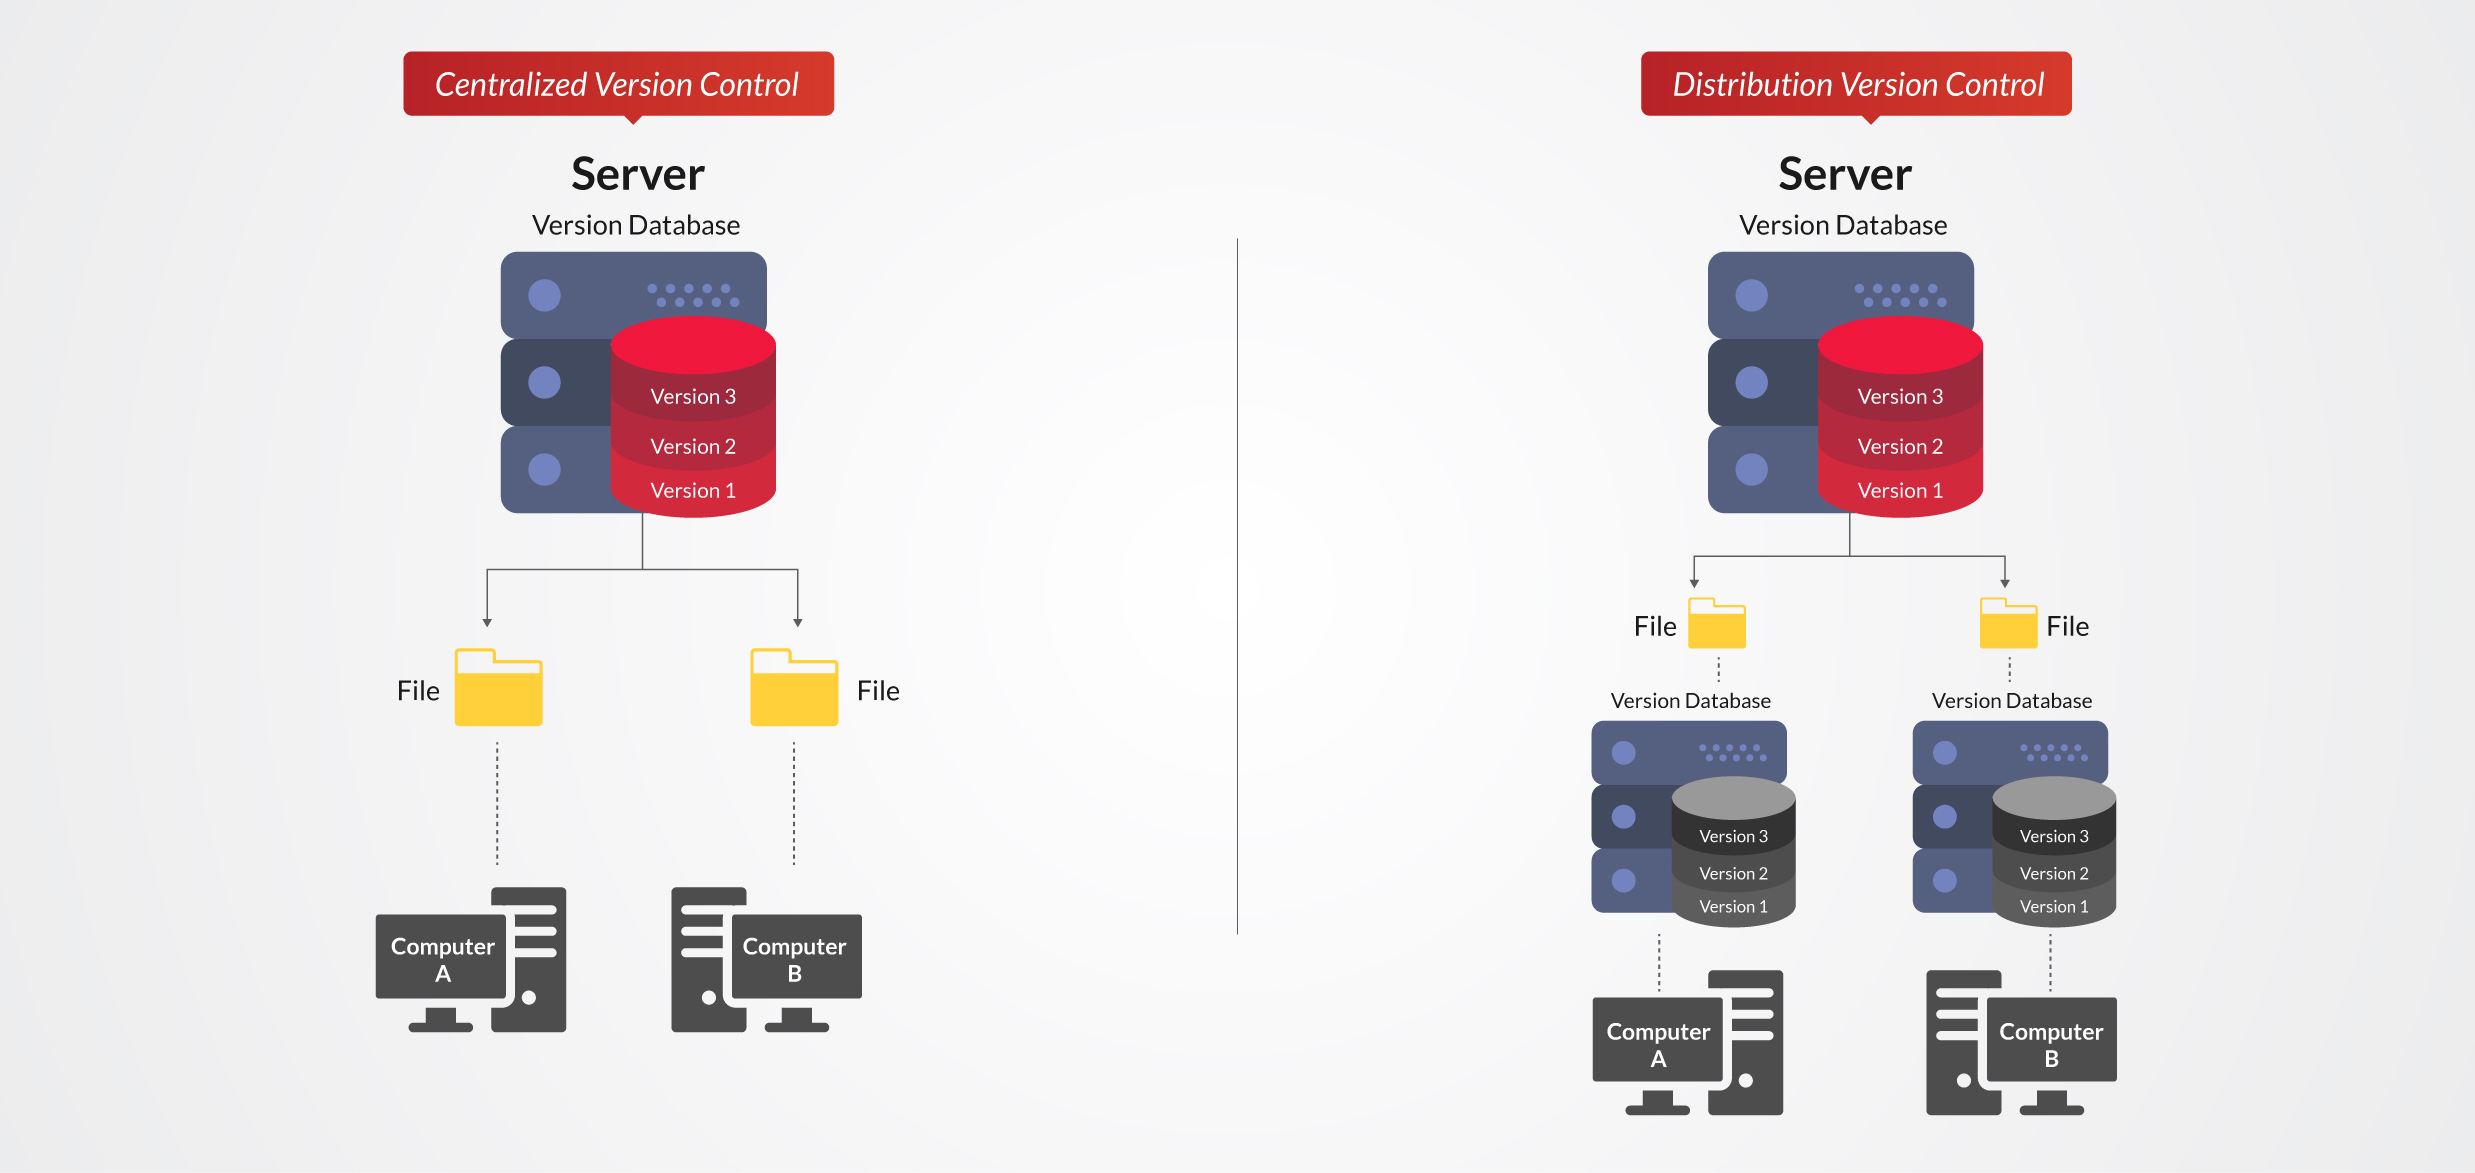 Centralized Version Control
Server
Version Database
Version 3
Version 2
Version 1
File
File
Computer
A
Computer
B
Distribution Version Control
Server
Version Database
Version 3
Version 2
Version 1
File
File
Version Database
Version 3
Version 2
Version 1
Version Database
Version 3
Version 2
Version 1
Computer
A
Computer
B